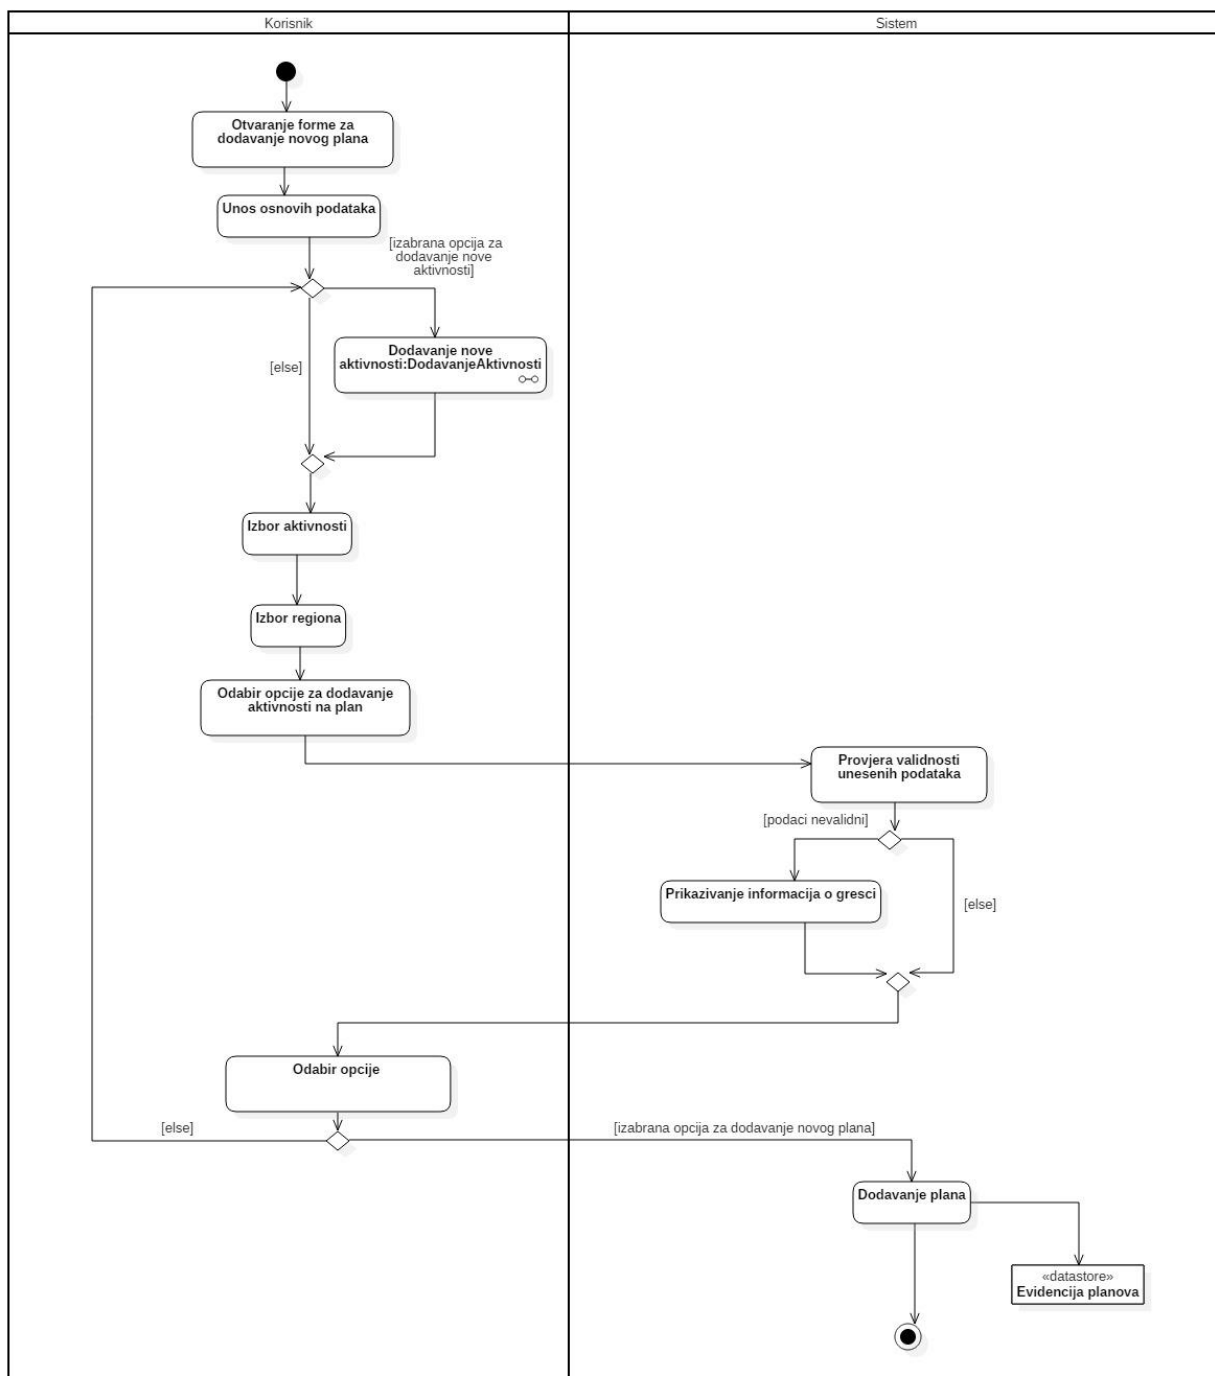 Korisnik
Sistem
Otvaranje forme za
dodavanje novog plana
Unos osnovih podataka
[izabrana opcija za
dodavanje nove
aktivnosti]
[else]
Dodavanje nove
aktivnosti:DodavanjeAktivnosti
Izbor aktivnosti
Izbor regiona
Odabir opcije za dodavanje
aktivnosti na plan
Provjera validnosti
unesenih podataka
[podaci nevalidni]
Prikazivanje informacija o gresci
[else]
Odabir opcije
[else]
[izabrana opcija za dodavanje novog plana]
Dodavanje plana
«datastore»
Evidencija planova